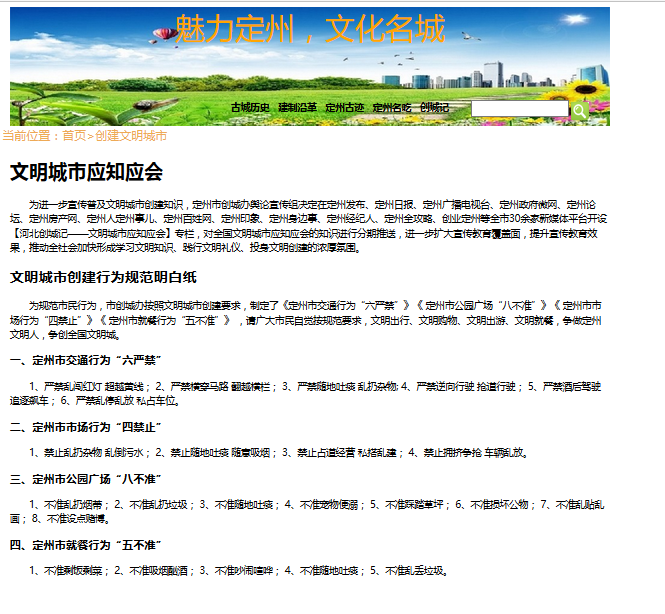 魅力定州，文化名城
古城历史 建制沿革 定州古迹 定州名吃 创城记
当前位置：首页>创建文明城市
文明城市应知应会
为进一步宣传普及文明城市创建知识，定州市创城办舆论宣传组决定在定州发布、定州日报、定州广播电视台、定州政府微网、定州论
坛、定州房产网、定州人定州事儿、定州百姓网、定州印象、定州身边事、定州经纪人、定州全攻略、创业定州等全市30余家新媒体平台开设
【河北创城记——文明城市应知应会】专栏，对全国文明城市应知应会的知识进行分期推送，进一步扩大宣传教育覆盖面，提升宣传教育效
果，推动全社会加快形成学习文明知识、践行文明礼仪、投身文明创建的浓厚氛围。
文明城市创建行为规范明白纸
为规范市民行为，市创城办按照文明城市创建要求，制定了《定州市交通行为“六严禁”》《 定州市公园广场“八不准”》《 定州市市
场行为“四禁止”》《 定州市就餐行为“五不准”》 ，请广大市民自觉按规范要求，文明出行、文明购物、文明出游、文明就餐，争做定州
文明人，争创全国文明城。
一、定州市交通行为“六严禁”
1、严禁乱闯红灯 超越黄线； 2、严禁横穿马路 翻越横栏； 3、严禁随地吐痰 乱扔杂物; 4、严禁逆向行驶 抢道行驶； 5、严禁酒后驾驶
追逐飙车； 6、严禁乱停乱放 私占车位。
二、定州市市场行为“四禁止”
1、禁止乱扔杂物 乱倒污水； 2、禁止随地吐痰 随意吸烟； 3、禁止占道经营 私搭乱建； 4、禁止拥挤争抢 车辆乱放。
三、定州市公园广场“八不准”
1、不准乱扔烟蒂； 2、不准乱扔垃圾； 3、不准随地吐痰； 4、不准宠物便溺； 5、不准踩踏草坪； 6、不准损坏公物； 7、不准乱贴乱
画； 8、不准设点赌博。
四、定州市就餐行为“五不准”
1、不准剩饭剩菜； 2、不准吸烟酗酒； 3、不准吵闹喧哗； 4、不准随地吐痰； 5、不准乱丢垃圾。